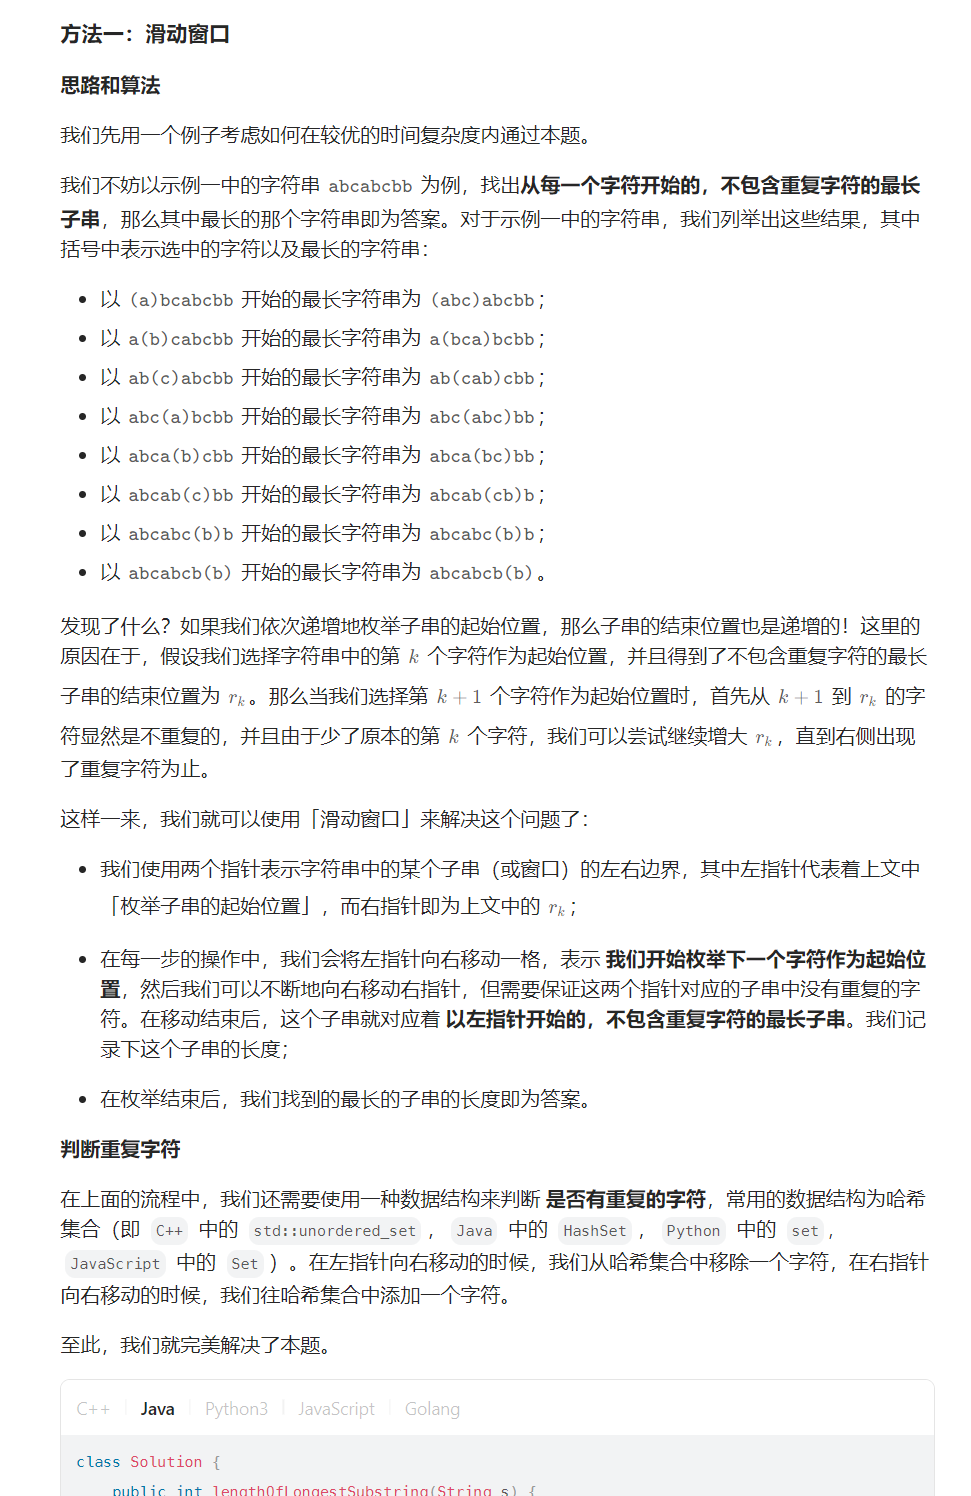 方法一：滑动窗口
思路和算法
我们先用一个例子考虑如何在较优的时间复杂度内通过本题。
我们不妨以示例一中的字符串 abcabcbb 为例，找出从每一个字符开始的，不包含重复字符的最长
子串，那么其中最长的那个字符串即为答案。对于示例一中的字符串，我们列举出这些结果，其中
括号中表示选中的字符以及最长的字符串：
• 以 (a)bcabcbb 开始的最长字符串为 (abc)abcbb；
• 以 a(b)cabcbb 开始的最长字符串为 a(bca)bcbb；
• 以 ab(c)abcbb 开始的最长字符串为 ab(cab)cbb；
• 以 abc(a)bcbb 开始的最长字符串为 abc(abc)bb；
• 以 abca(b)cbb 开始的最长字符串为 abca(bc)bb；
• 以 abcab(c)bb 开始的最长字符串为 abcab(cb)b；
• 以 abcabc(b)b 开始的最长字符串为 abcabc(b)b；
• 以 abcabcb(b) 开始的最长字符串为 abcabcb(b)。
发现了什么？如果我们依次递增地枚举子串的起始位置，那么子串的结束位置也是递增的！这里的
原因在于，假设我们选择字符串中的第 k 个字符作为起始位置，并且得到了不包含重复字符的最长
子串的结束位置为 r_k。那么当我们选择第 k + 1 个字符作为起始位置时，首先从 k + 1 到 r_k 的字
符显然是不重复的，并且由于少了原本的第 k 个字符，我们可以尝试继续增大 r_k，直到右侧出现
了重复字符为止。
这样一来，我们就可以使用「滑动窗口」来解决这个问题了：
• 我们使用两个指针表示字符串中的某个子串（或窗口）的左右边界，其中左指针代表着上文中
「枚举子串的起始位置」，而右指针即为上文中的 r_k；
• 在每一步的操作中，我们会将左指针向右移动一格，表示 我们开始枚举下一个字符作为起始位
置，然后我们可以不断地向右移动右指针，但需要保证这两个指针对应的子串中没有重复的字
符。在移动结束后，这个子串就对应着 以左指针开始的，不包含重复字符的最长子串。我们记
录下这个子串的长度；
• 在枚举结束后，我们找到的最长的子串的长度即为答案。
判断重复字符
在上面的流程中，我们还需要使用一种数据结构来判断 是否有重复的字符，常用的数据结构为哈希
集合（即 C++ 中的 std::unordered_set，Java 中的 HashSet，Python 中的 set，
JavaScript 中的 Set）。在左指针向右移动的时候，我们从哈希集合中移除一个字符，在右指针
向右移动的时候，我们往哈希集合中添加一个字符。
至此，我们就完美解决了本题。
C++ Java Python3 JavaScript Golang
class Solution {
public int lengthOfLongestSubstring(String s) {